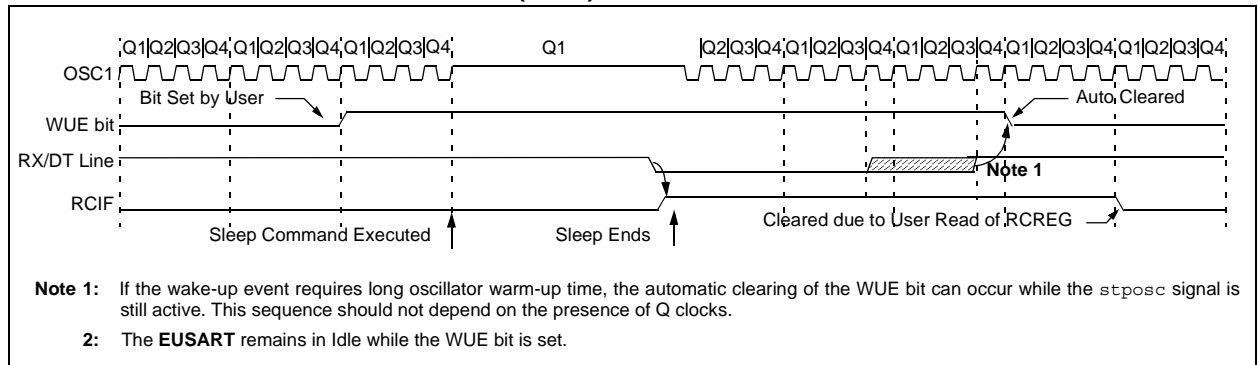 Q1|Q2|Q3|Q4|Q1|Q2|Q3|Q4|Q1|Q2|Q3|Q4 Q1 |Q2|Q3|Q4|Q1|Q2|Q3|Q4|Q1|Q2|Q3|Q4|Q1|Q2|Q3|Q4|Q1|Q2|Q3|Q4
OSC1
Bit Set by User Auto Cleared
WUE bit
RX/DT Line
Note 1
RCIF
Cleared due to User Read of RCREG
Sleep Command Executed Sleep Ends
Note 1: If the wake-up event requires long oscillator warm-up time, the automatic clearing of the WUE bit can occur while the stposc signal is
still active. This sequence should not depend on the presence of Q clocks.
2: The EUSART remains in Idle while the WUE bit is set.